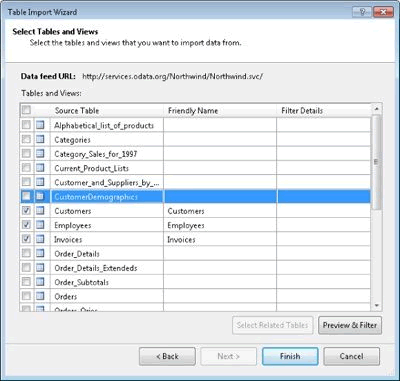 Table Import Wizard
Select Tables and Views
Select the tables and views that you want to import data from.
Data feed URL: http://services.odata.org/Northwind/Northwind.svc/
Tables and Views:
Source Table Friendly Name Filter Details
Alphabetical_list_of_products
Categories
Category_Sales_for_1997
Current_Product_Lists
Customer_and_Suppliers_by_...
CustomerDemographics
Customers Customers
Employees Employees
Invoices Invoices
Order_Details
Order_Details_Extendeds
Order_Subtotals
Orders
Orders_Qries
Select Related Tables Preview & Filter
< Back Next > Finish Cancel